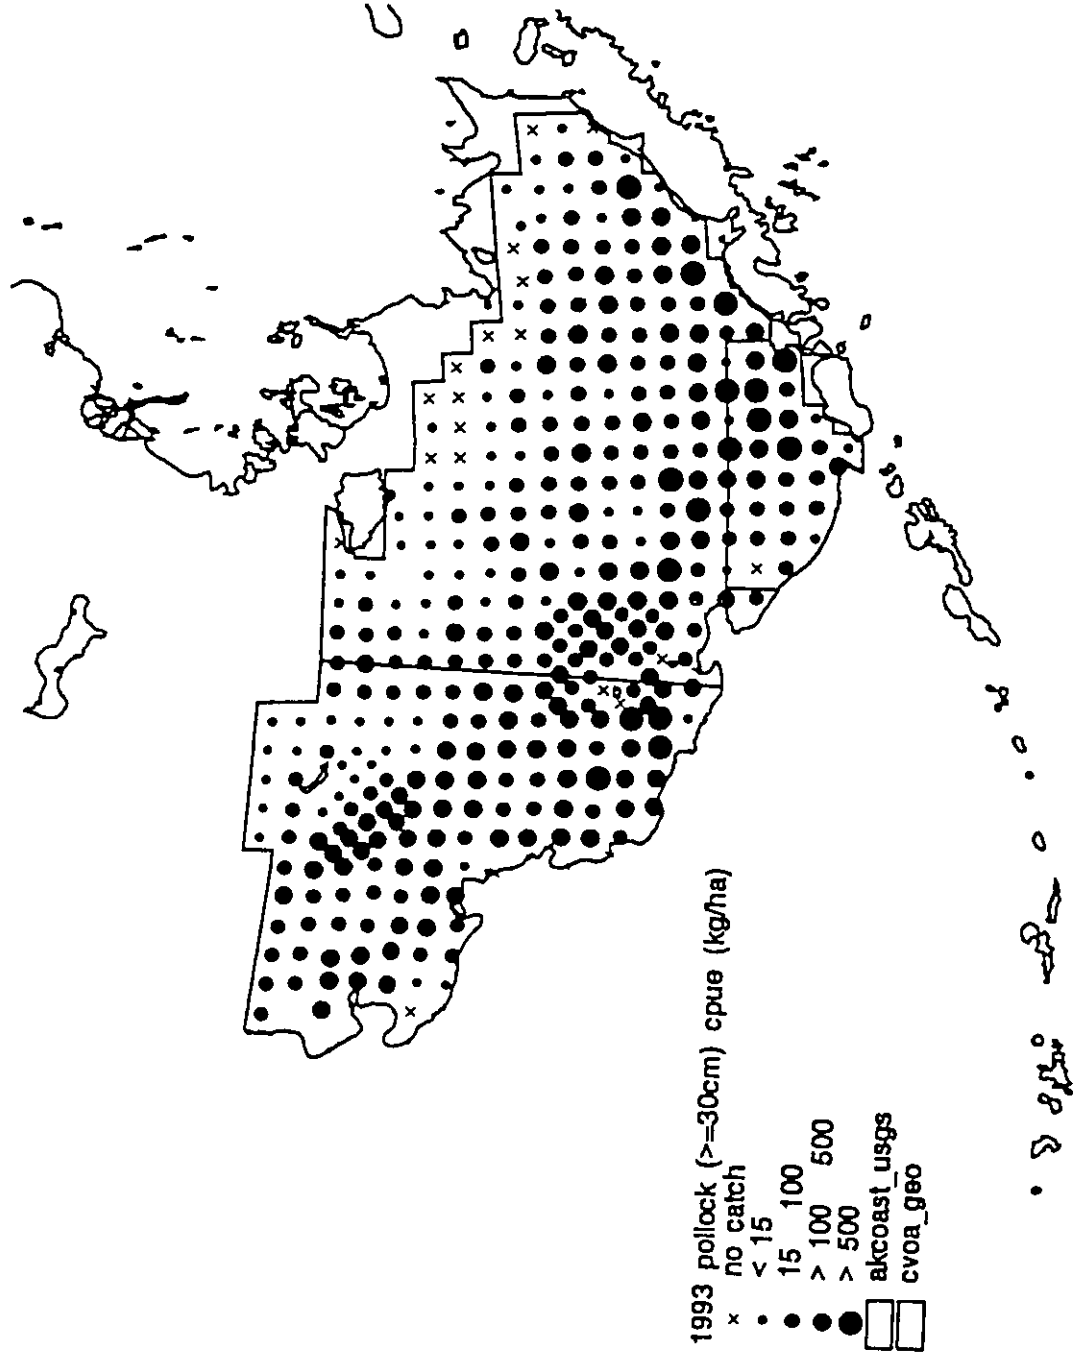 1993 pollock (>=30cm) cpue (kg/ha)
no catch
< 15
15 100
> 100 500
> 500
akcoast_usgs
cvoa_geo